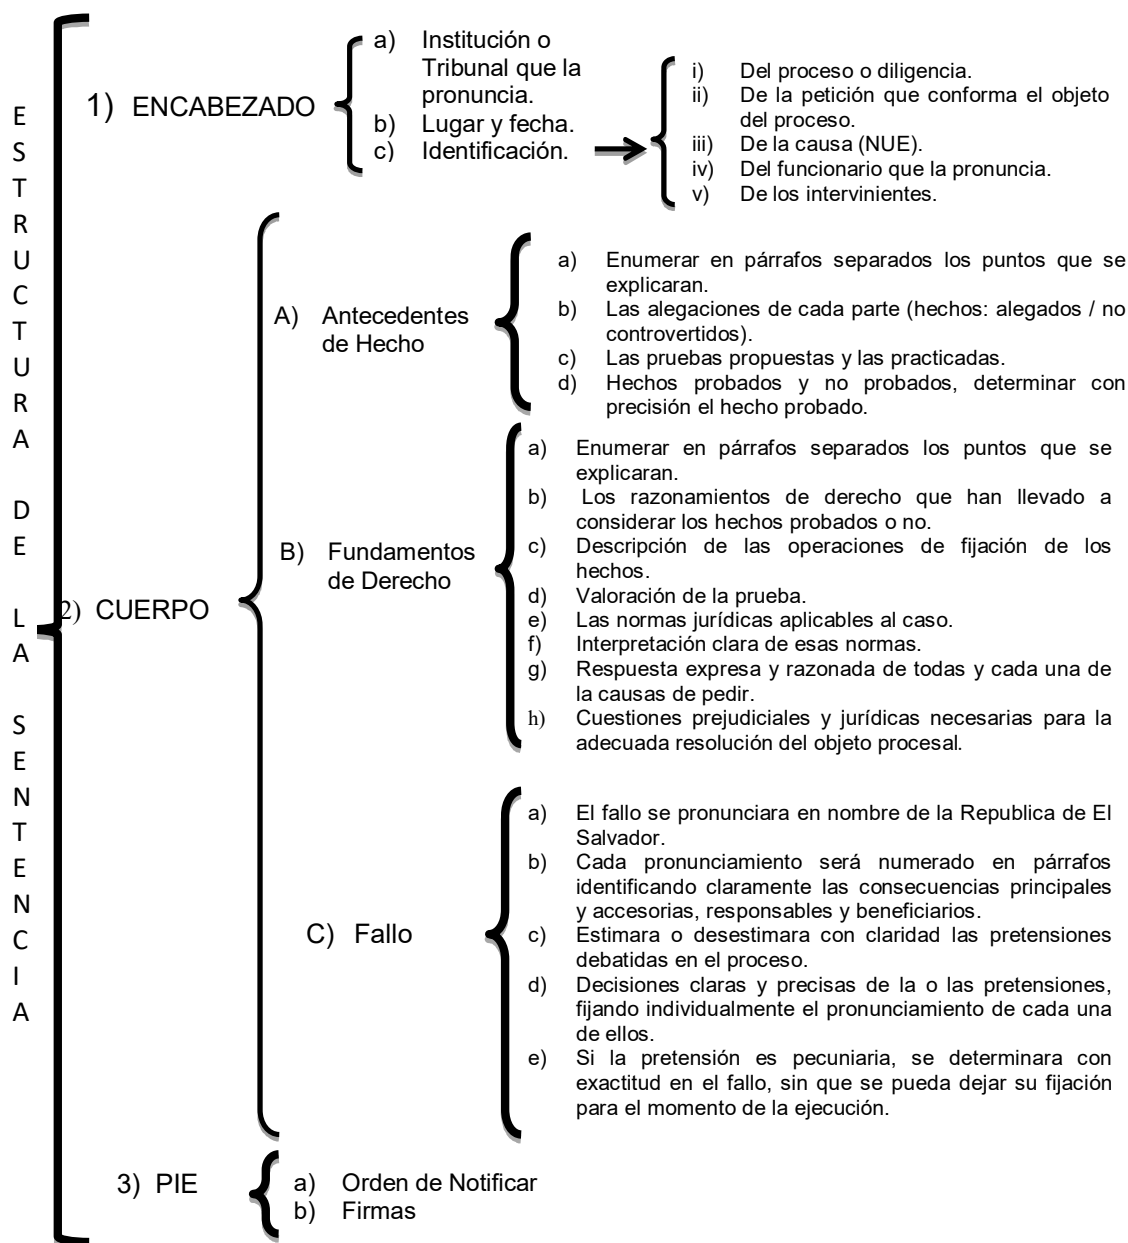 ESTRUCTURA DE LA SENTENCIA
1) ENCABEZADO
a) Institución o
Tribunal que la
pronuncia.
b) Lugar y fecha.
c) Identificación.
i) Del proceso o diligencia.
ii) De la petición que conforma el objeto
del proceso.
iii) De la causa (NUE).
iv) Del funcionario que la pronuncia.
v) De los intervinientes.
2) CUERPO
A) Antecedentes
de Hecho
a) Enumerar en párrafos separados los puntos que se
explicaran.
b) Las alegaciones de cada parte (hechos: alegados / no
controvertidos).
c) Las pruebas propuestas y las practicadas.
d) Hechos probados y no probados, determinar con
precisión el hecho probado.
B) Fundamentos
de Derecho
a) Enumerar en párrafos separados los puntos que se
explicaran.
b) Los razonamientos de derecho que han llevado a
considerar los hechos probados o no.
c) Descripción de las operaciones de fijación de los
hechos.
d) Valoración de la prueba.
e) Las normas jurídicas aplicables al caso.
f) Interpretación clara de esas normas.
g) Respuesta expresa y razonada de todas y cada una de
la causas de pedir.
h) Cuestiones prejudiciales y jurídicas necesarias para la
adecuada resolución del objeto procesal.
C) Fallo
a) El fallo se pronunciara en nombre de la Republica de El
Salvador.
b) Cada pronunciamiento será numerado en párrafos
identificando claramente las consecuencias principales
y accesorias, responsables y beneficiarios.
c) Estimara o desestimara con claridad las pretensiones
debatidas en el proceso.
d) Decisiones claras y precisas de la o las pretensiones,
fijando individualmente el pronunciamiento de cada una
de ellos.
e) Si la pretensión es pecuniaria, se determinara con
exactitud en el fallo, sin que se pueda dejar su fijación
para el momento de la ejecución.
3) PIE
a) Orden de Notificar
b) Firmas